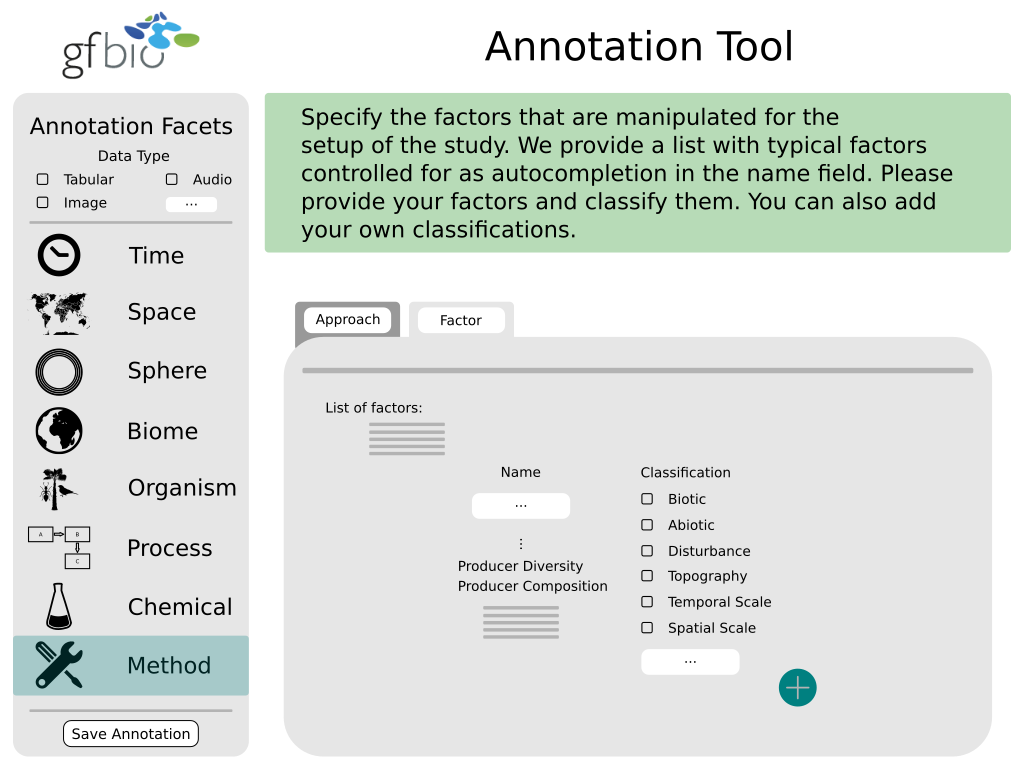 gfbio
Annotation Tool
Annotation Facets
Data Type
Tabular
Audio
Image
...
Time
Space
Sphere
Biome
Organism
A
B
C
Process
Chemical
Method
Save Annotation
Specify the factors that are manipulated for the
setup of the study. We provide a list with typical factors
controlled for as autocompletion in the name field. Please
provide your factors and classify them. You can also add
your own classifications.
Approach
Factor
List of factors:
Name
...
⋮
Producer Diversity
Producer Composition
Classification
Biotic
Abiotic
Disturbance
Topography
Temporal Scale
Spatial Scale
...